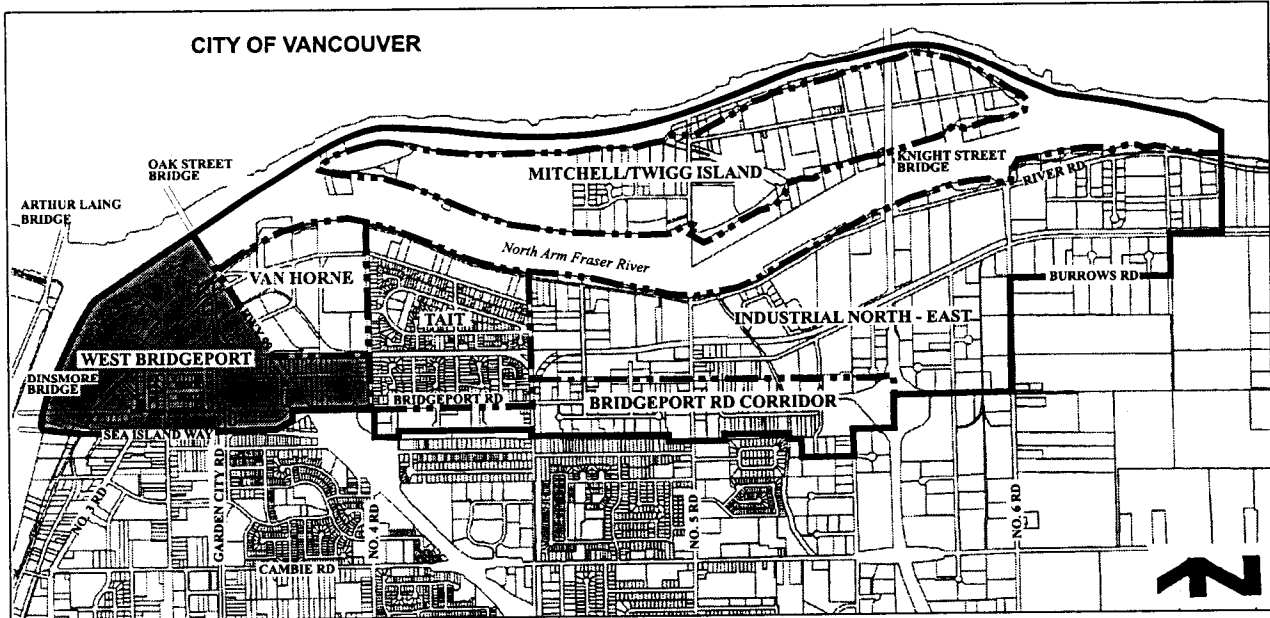 CITY OF VANCOUVER
OAK STREET
BRIDGE
ARTHUR LAING
BRIDGE
MITCHELL/TWIGG ISLAND
KNIGHT STREET
BRIDGE
RIVER RD
North Arm Fraser River
VAN HORNE
BURROWS RD
TAIT
INDUSTRIAL NORTH - EAST
WEST BRIDGEPORT
DINSMORE
BRIDGE
BRIDGEPORT RD
BRIDGEPORT RD CORRIDOR
SEA ISLAND WAY
NO. 3 RD
GARDEN CITY RD
NO. 4 RD
NO. 5 RD
NO. 6 RD
CAMBIE RD
N